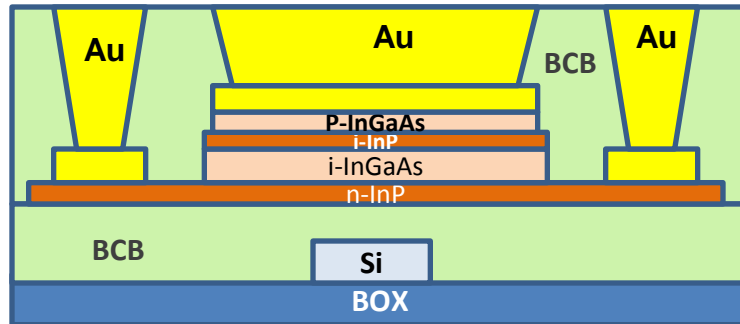 Au
Au
Au
BCB
P-InGaAs
i-InP
i-InGaAs
n-InP
BCB
Si
BOX